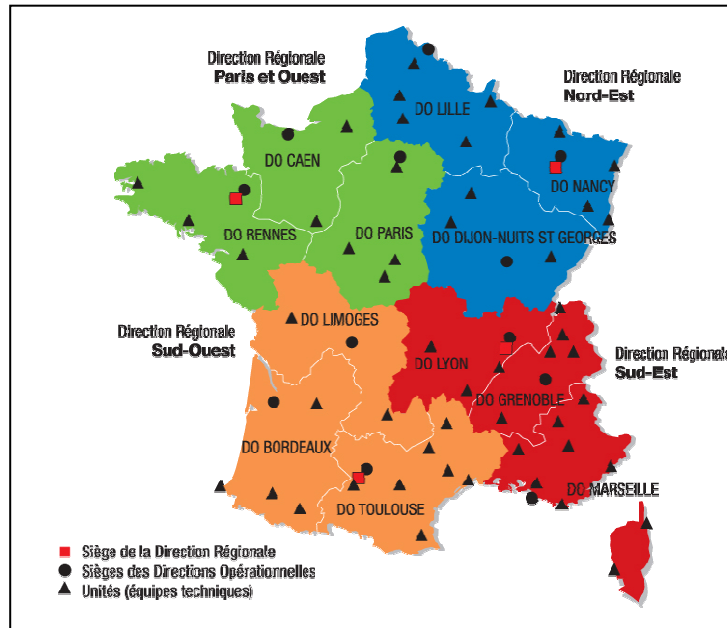 Direction Régionale
Paris et Ouest
Direction Régionale
Nord-Est
DO LILLE
DO CAEN
DO NANCY
DO RENNES
DO PARIS
DO DIJON-NUITS ST GEORGES
Direction Régionale
Sud-Ouest
DO LIMOGES
DO LYON
Direction Régionale
Sud-Est
DO GRENOBLE
DO BORDEAUX
DO TOULOUSE
DO MARSEILLE
Siège de la Direction Régionale
Sièges des Directions Opérationnelles
Unités (équipes techniques)